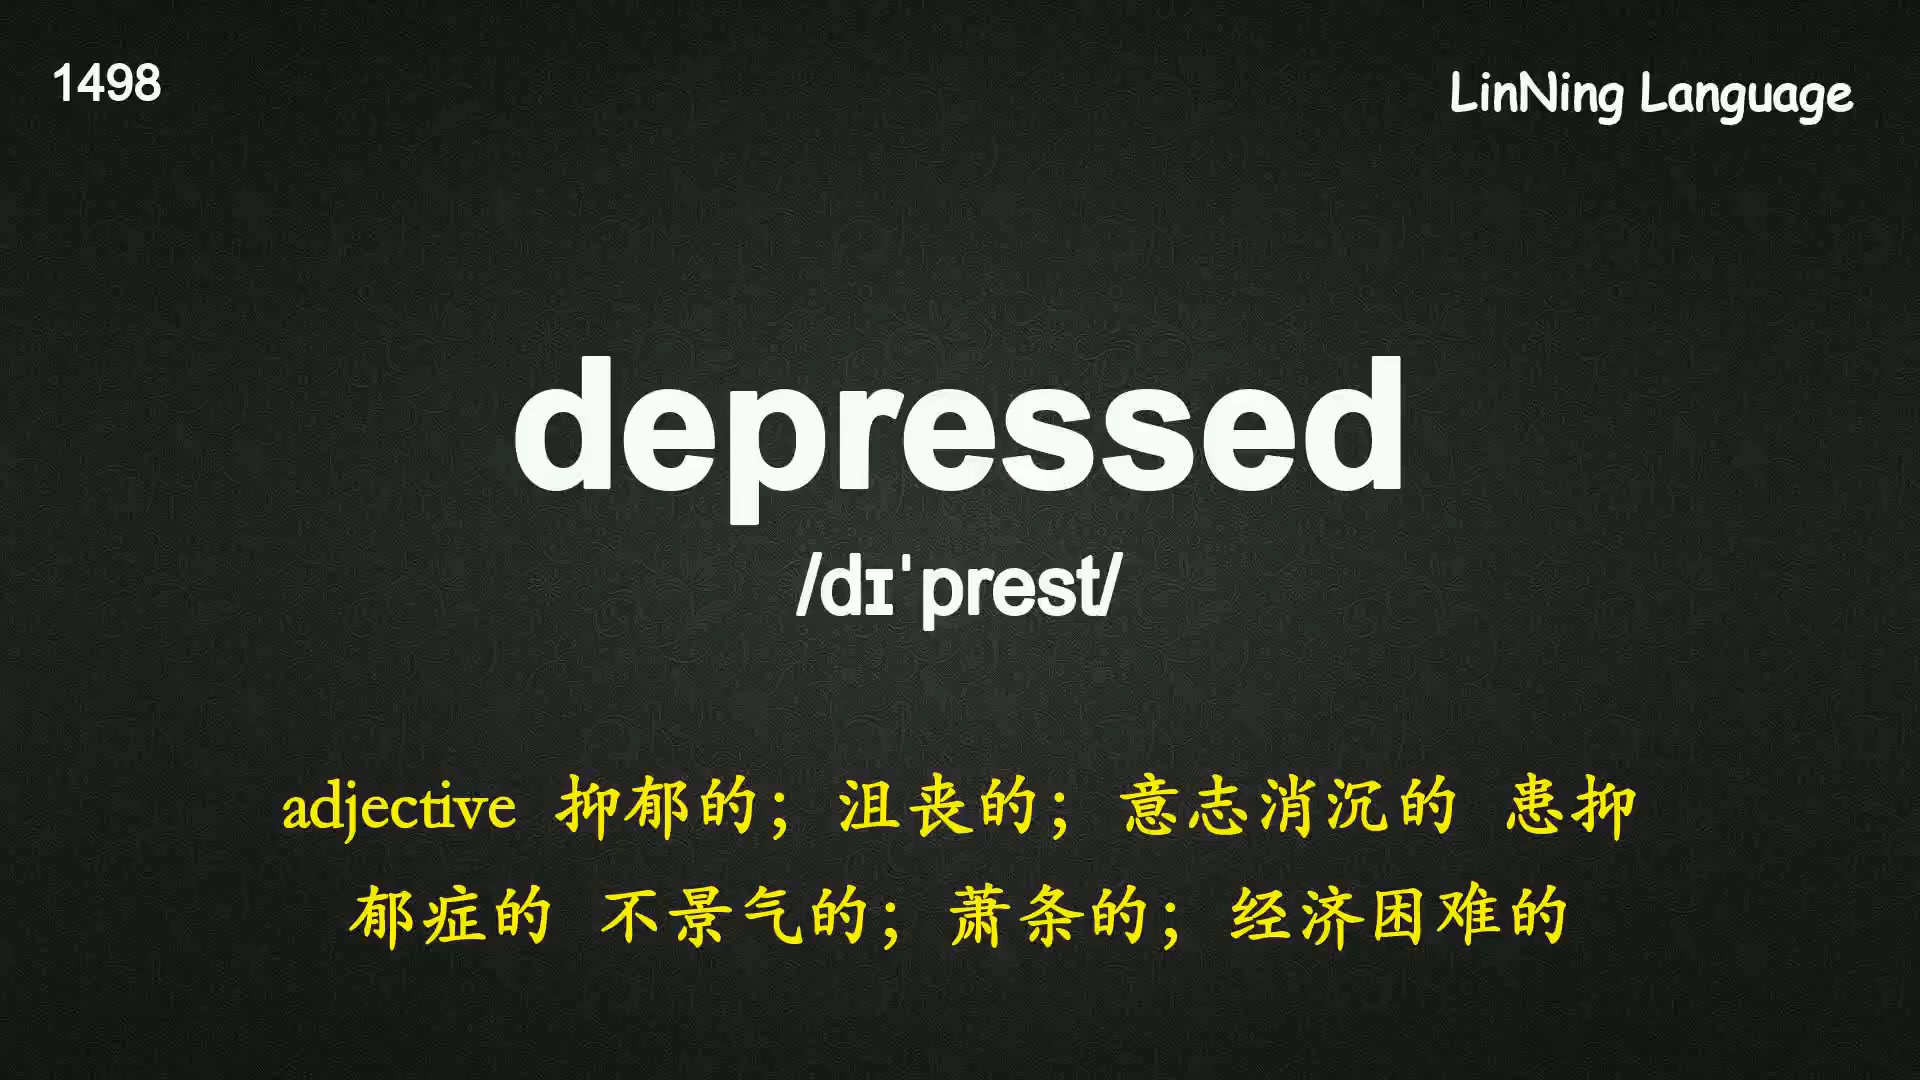 1498
LinNing Language
depressed
/dɪˈprest/
adjective 抑郁的；沮丧的；意志消沉的 患抑
郁症的 不景气的；萧条的；经济困难的